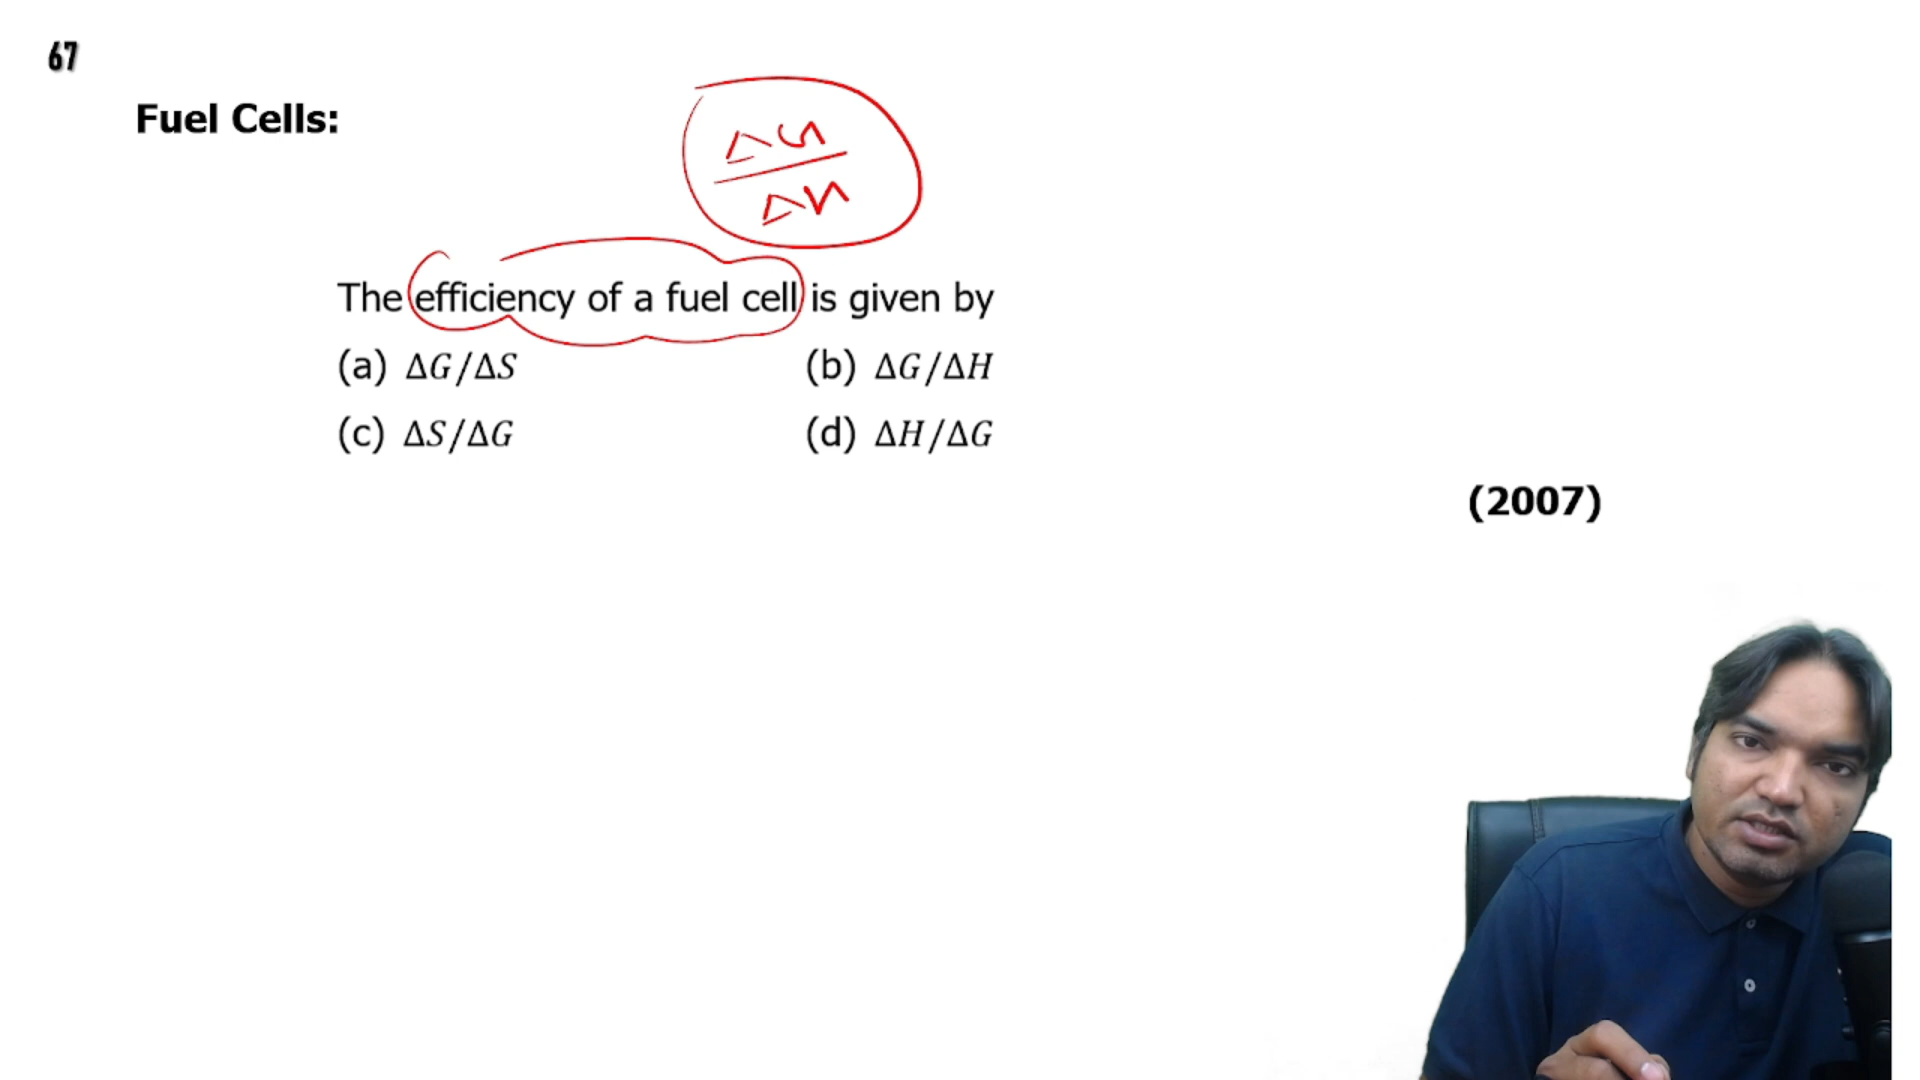 67
Fuel Cells:
ΔG
ΔH
The efficiency of a fuel cell is given by
(a) ΔG/ΔS (b) ΔG/ΔH
(c) ΔS/ΔG (d) ΔH/ΔG
(2007)